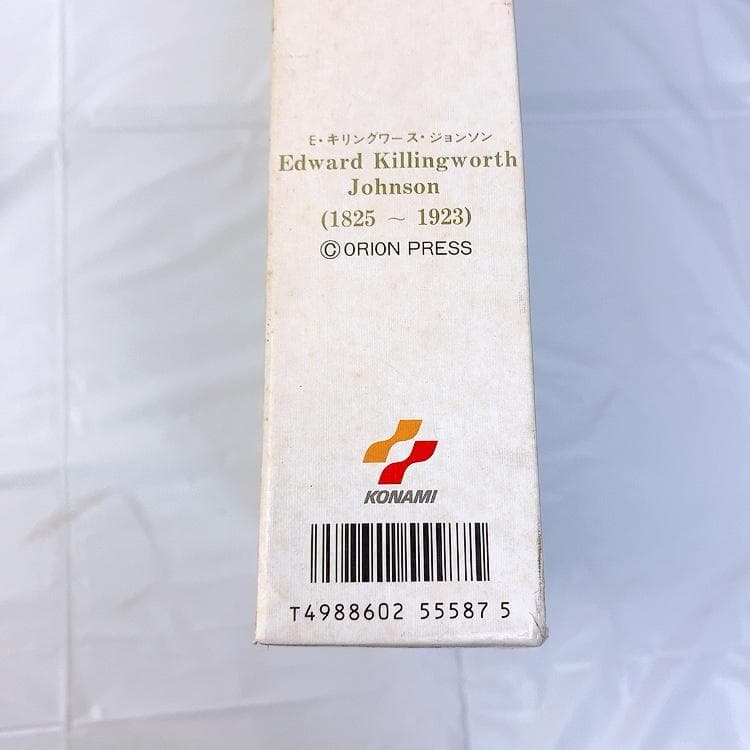 E・キリングワース・ジョンソン
Edward Killingworth
Johnson
(1825 ～ 1923)
©ORION PRESS
KONAMI
T4988602 55587 5